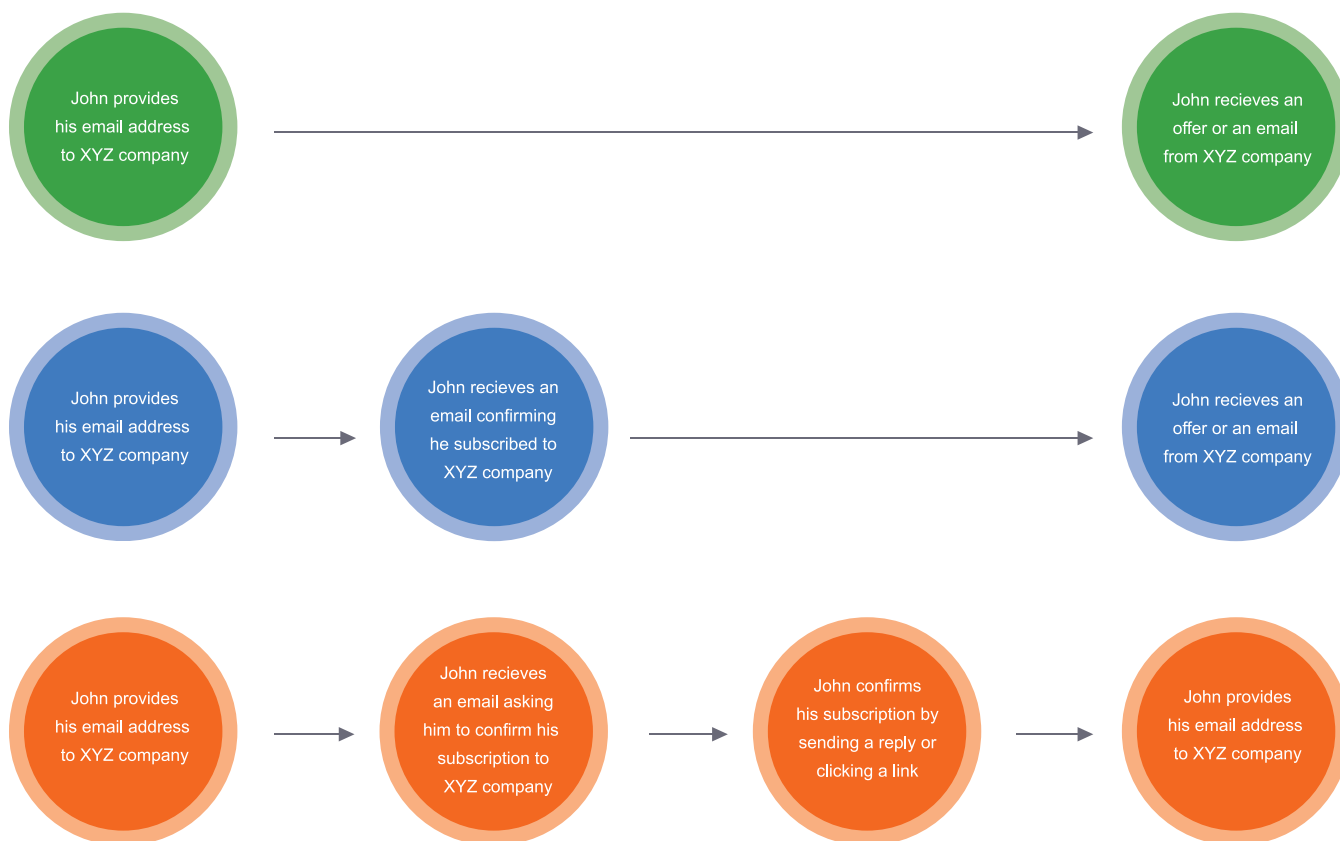 John provides
his email address
to XYZ company
John recieves an
offer or an email
from XYZ company
John provides
his email address
to XYZ company
John recieves an
email confirming
he subscribed to
XYZ company
John recieves an
offer or an email
from XYZ company
John provides
his email address
to XYZ company
John recieves
an email asking
him to confirm his
subscription to
XYZ company
John confirms
his subscription by
sending a reply or
clicking a link
John provides
his email address
to XYZ company